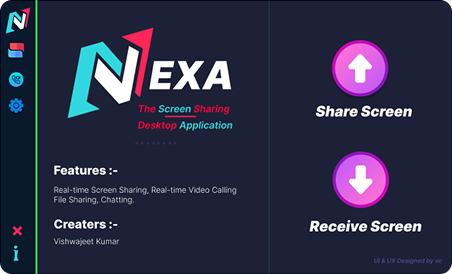 NEXA
The Screen Sharing
Desktop Application
Features :-
Real-time Screen Sharing, Real-time Video Calling
File Sharing, Chatting.
Creaters :-
Vishwajeet Kumar
Share Screen
Receive Screen
UI & UX Designed by vc